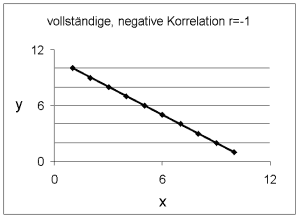 vollständige, negative Korrelation r=-1
12
y
6
0
0 6 12
x